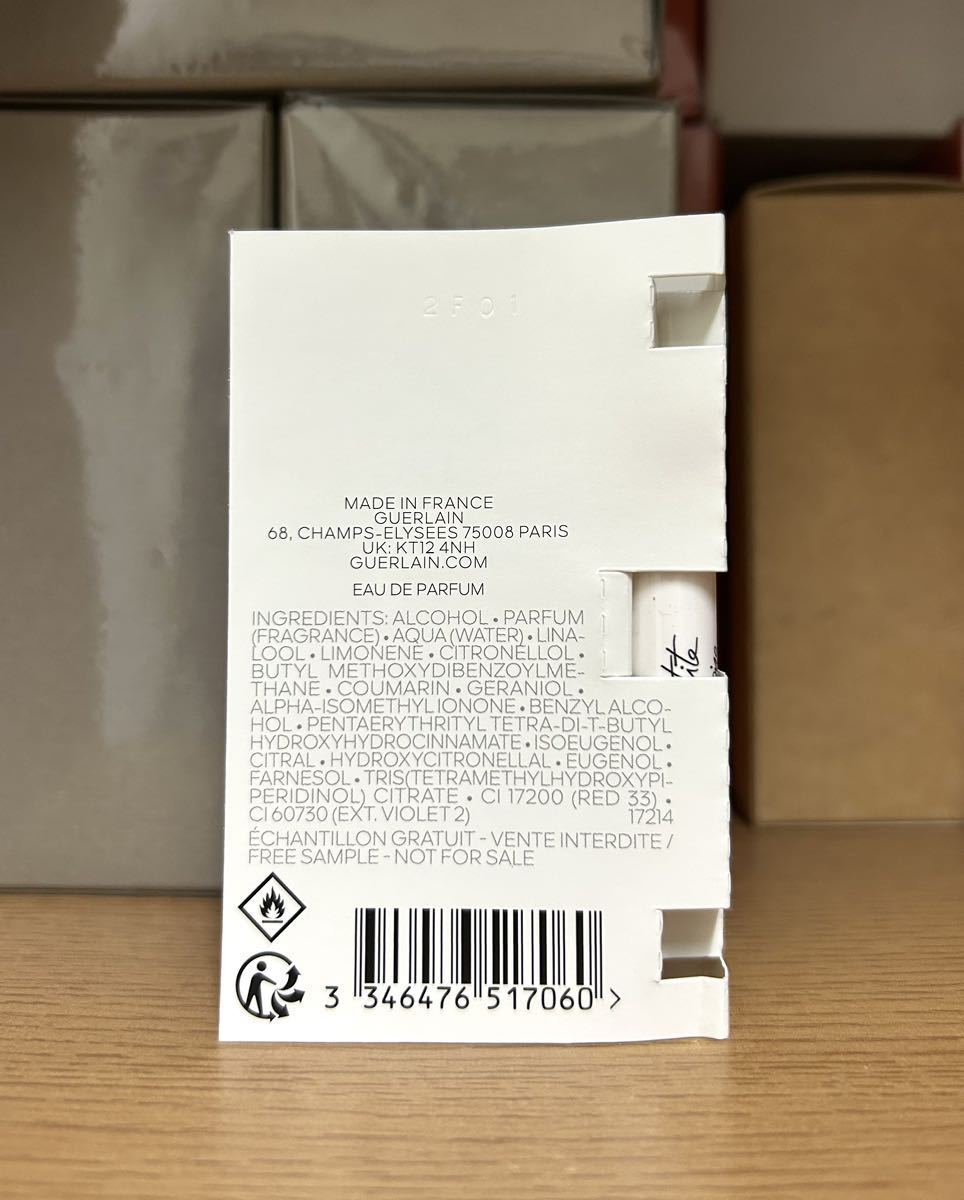 2F01
MADE IN FRANCE
GUERLAIN
68, CHAMPS-ELYSEES 75008 PARIS
UK: KT12 4NH
GUERLAIN.COM
EAU DE PARFUM
INGREDIENTS: ALCOHOL • PARFUM
(FRAGRANCE) • AQUA (WATER) • LINA-
LOOL • LIMONENE • CITRONELLOL •
BUTYL METHOXYDIBENZOYLME-
THANE • COUMARIN • GERANIOL •
ALPHA-ISOMETHYL IONONE • BENZYL ALCO-
HOL • PENTAERYTHRITYL TETRA-DI-T-BUTYL
HYDROXYHYDROCINNAMATE • ISOEUGENOL •
CITRAL • HYDROXYCITRONELLAL • EUGENOL •
FARNESOL • TRIS(TETRAMETHYLHYDROXYPI-
PERIDINOL) CITRATE • CI 17200 (RED 33) •
CI 60730 (EXT. VIOLET 2) 17214
ÉCHANTILLON GRATUIT - VENTE INTERDITE /
FREE SAMPLE - NOT FOR SALE
3 346476 517060 >